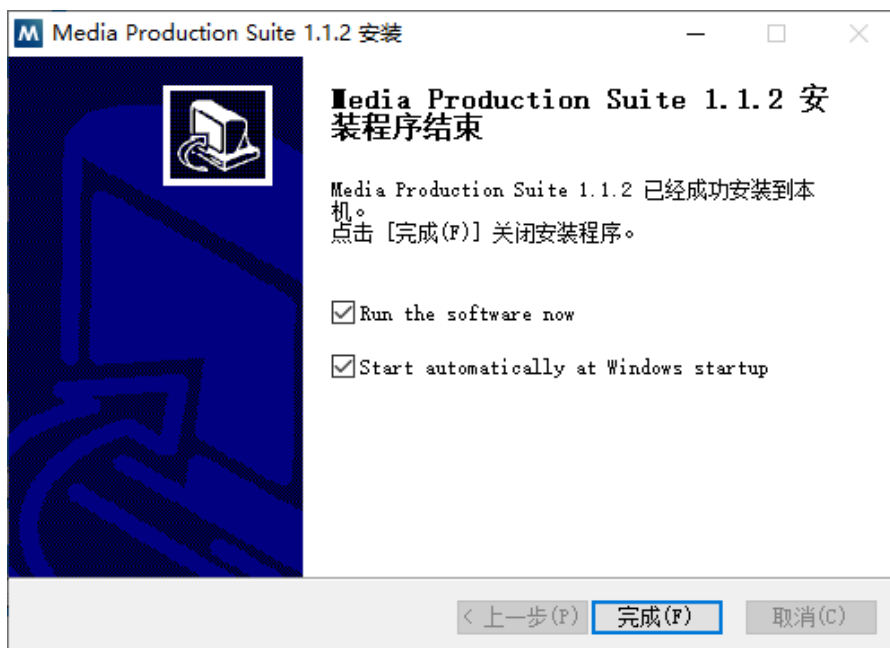 M Media Production Suite 1.1.2 安装
Media Production Suite 1.1.2 安
装程序结束
Media Production Suite 1.1.2 已经成功安装到本
机。
点击 [完成(F)] 关闭安装程序。
Run the software now
Start automatically at Windows startup
< 上一步(P) 完成(F) 取消(C)